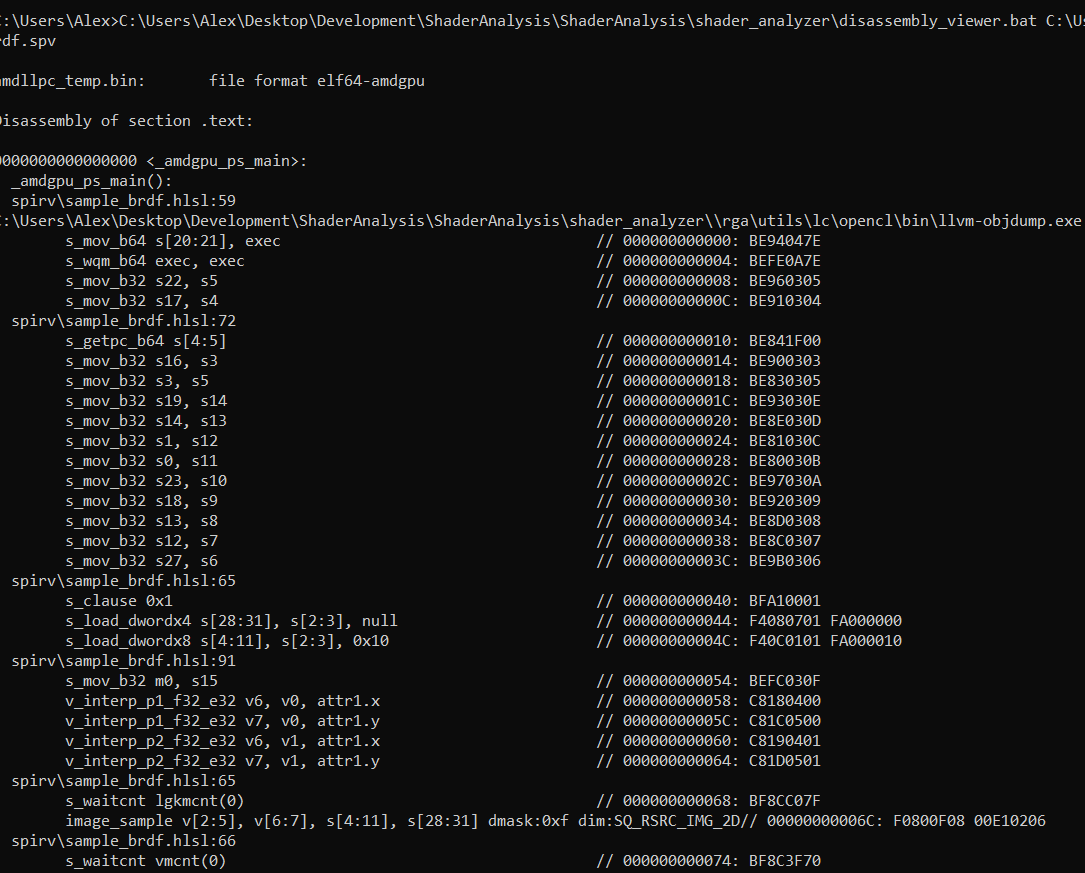 :\Users\Alex>C:\Users\Alex\Desktop\Development\ShaderAnalysis\ShaderAnalysis\shader_analyzer\disassembly_viewer.bat C:\Us
rdf.spv
mdllpc_temp.bin:       file format elf64-amdgpu
isassembly of section .text:
0000000000000000 <_amdgpu_ps_main>:
_amdgpu_ps_main():
spirv\sample_brdf.hlsl:59
:\Users\Alex\Desktop\Development\ShaderAnalysis\ShaderAnalysis\shader_analyzer\\rga\utils\lc\opencl\bin\llvm-objdump.exe
s_mov_b64 s[20:21], exec // 000000000000: BE94047E
s_wqm_b64 exec, exec // 000000000004: BEFE0A7E
s_mov_b32 s22, s5 // 000000000008: BE960305
s_mov_b32 s17, s4 // 00000000000C: BE910304
spirv\sample_brdf.hlsl:72
s_getpc_b64 s[4:5] // 000000000010: BE841F00
s_mov_b32 s16, s3 // 000000000014: BE900303
s_mov_b32 s3, s5 // 000000000018: BE830305
s_mov_b32 s19, s14 // 00000000001C: BE93030E
s_mov_b32 s14, s13 // 000000000020: BE8E030D
s_mov_b32 s1, s12 // 000000000024: BE81030C
s_mov_b32 s0, s11 // 000000000028: BE80030B
s_mov_b32 s23, s10 // 00000000002C: BE97030A
s_mov_b32 s18, s9 // 000000000030: BE920309
s_mov_b32 s13, s8 // 000000000034: BE8D0308
s_mov_b32 s12, s7 // 000000000038: BE8C0307
s_mov_b32 s27, s6 // 00000000003C: BE9B0306
spirv\sample_brdf.hlsl:65
s_clause 0x1 // 000000000040: BFA10001
s_load_dwordx4 s[28:31], s[2:3], null // 000000000044: F4080701 FA000000
s_load_dwordx8 s[4:11], s[2:3], 0x10 // 00000000004C: F40C0101 FA000010
spirv\sample_brdf.hlsl:91
s_mov_b32 m0, s15 // 000000000054: BEFC030F
v_interp_p1_f32_e32 v6, v0, attr1.x // 000000000058: C8180400
v_interp_p1_f32_e32 v7, v0, attr1.y // 00000000005C: C81C0500
v_interp_p2_f32_e32 v6, v1, attr1.x // 000000000060: C8190401
v_interp_p2_f32_e32 v7, v1, attr1.y // 000000000064: C81D0501
spirv\sample_brdf.hlsl:65
s_waitcnt lgkmcnt(0) // 000000000068: BF8CC07F
image_sample v[2:5], v[6:7], s[4:11], s[28:31] dmask:0xf dim:SQ_RSRC_IMG_2D// 00000000006C: F0800F08 00E10206
spirv\sample_brdf.hlsl:66
s_waitcnt vmcnt(0) // 000000000074: BF8C3F70